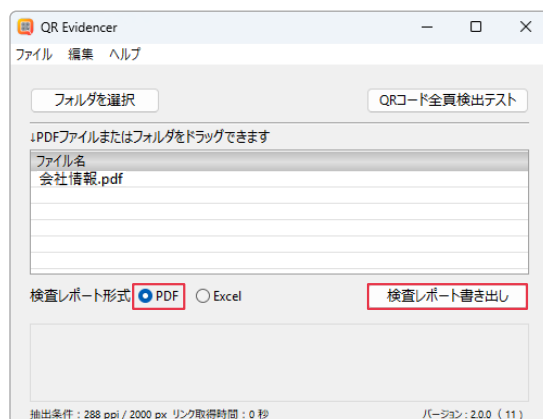 QR Evidencer
ファイル 編集 ヘルプ
フォルダを選択 QRコード全頁検出テスト
↓PDFファイルまたはフォルダをドラッグできます
ファイル名
会社情報.pdf
検査レポート形式 PDF Excel 検査レポート書き出し
抽出条件：288 ppi / 2000 px リンク取得時間：0 秒 バージョン : 2.0.0 ( 11 )